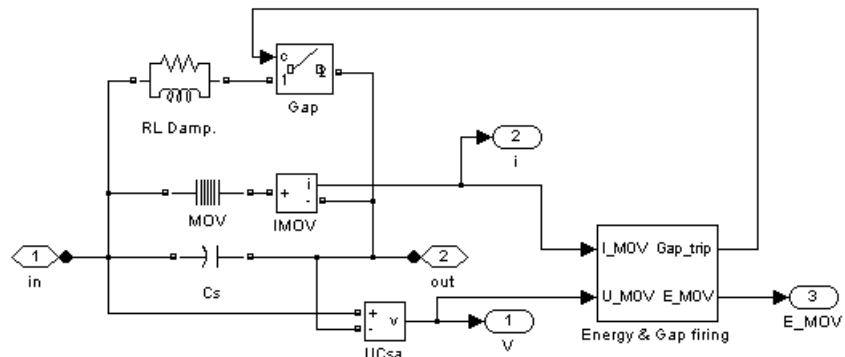 c
1
2
Gap
RL Damp.
2
i
+
i
-
MOV
IMOV
I_MOV Gap_trip
1
in
2
out
Cs
U_MOV E_MOV
3
E_MOV
+
-
v
1
V
Energy & Gap firing
UCsa